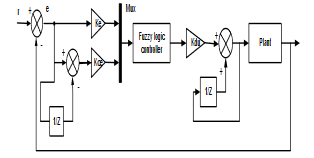 Mux
r
+
e
Ke
-
+
Kce
-
1/Z
Fuzzy logic
controller
Kdu
+
+
1/Z
Plant